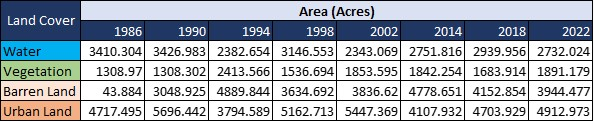 Land Cover Area (Acres)
1986 1990 1994 1998 2002 2014 2018 2022
Water 3410.304 3426.983 2382.654 3146.553 2343.069 2751.816 2939.956 2732.024
Vegetation 1308.97 1308.302 2413.566 1536.694 1853.595 1842.254 1683.914 1891.179
Barren Land 43.884 3048.925 4889.844 3634.692 3836.62 4778.651 4152.854 3944.477
Urban Land 4717.495 5696.442 3794.589 5162.713 5447.369 4107.932 4703.929 4912.973